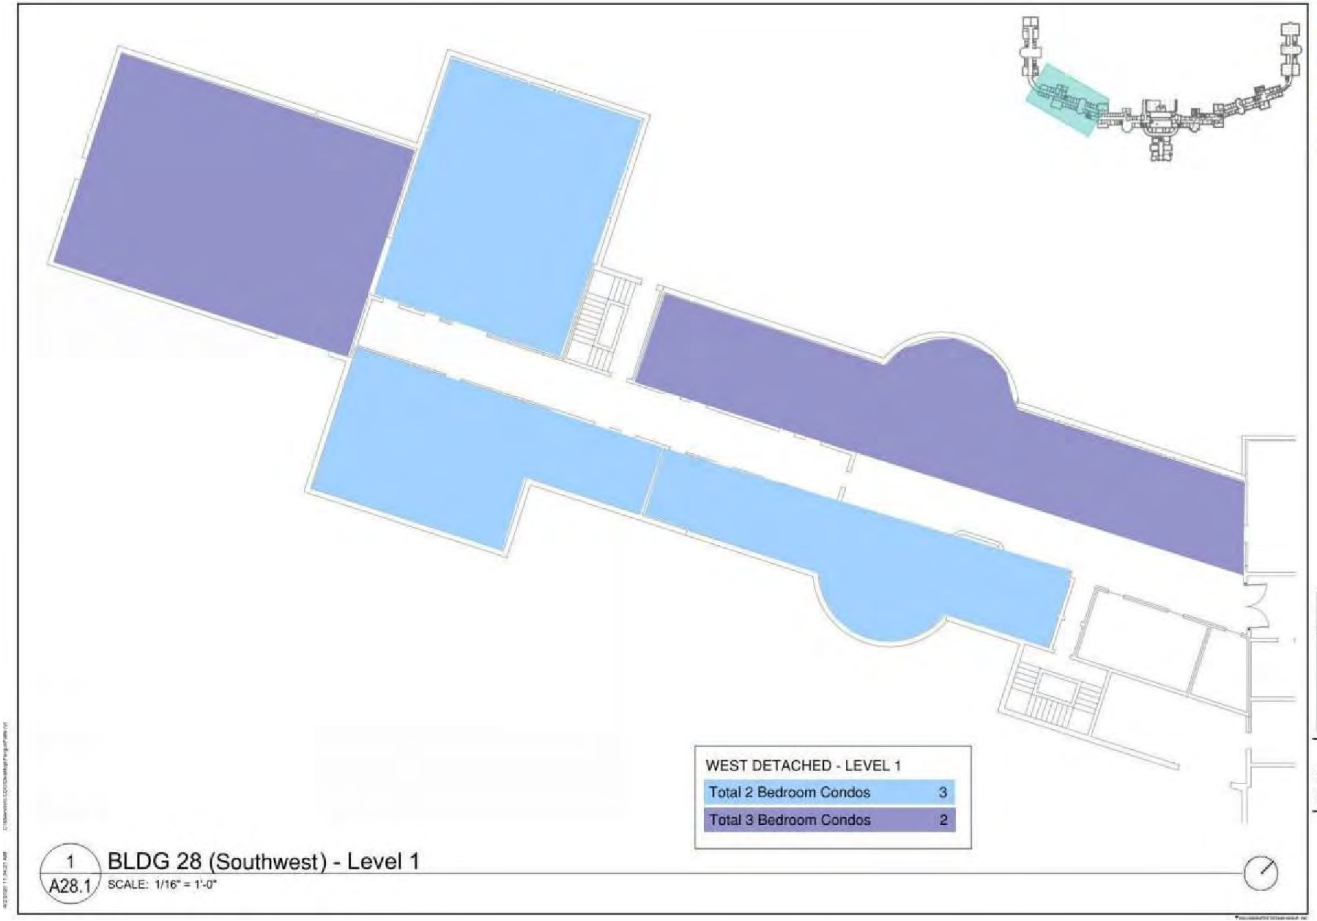 WEST DETACHED - LEVEL 1
Total 2 Bedroom Condos 3
Total 3 Bedroom Condos 2
1
A28.1
BLDG 28 (Southwest) - Level 1
SCALE: 1/16" = 1'-0"